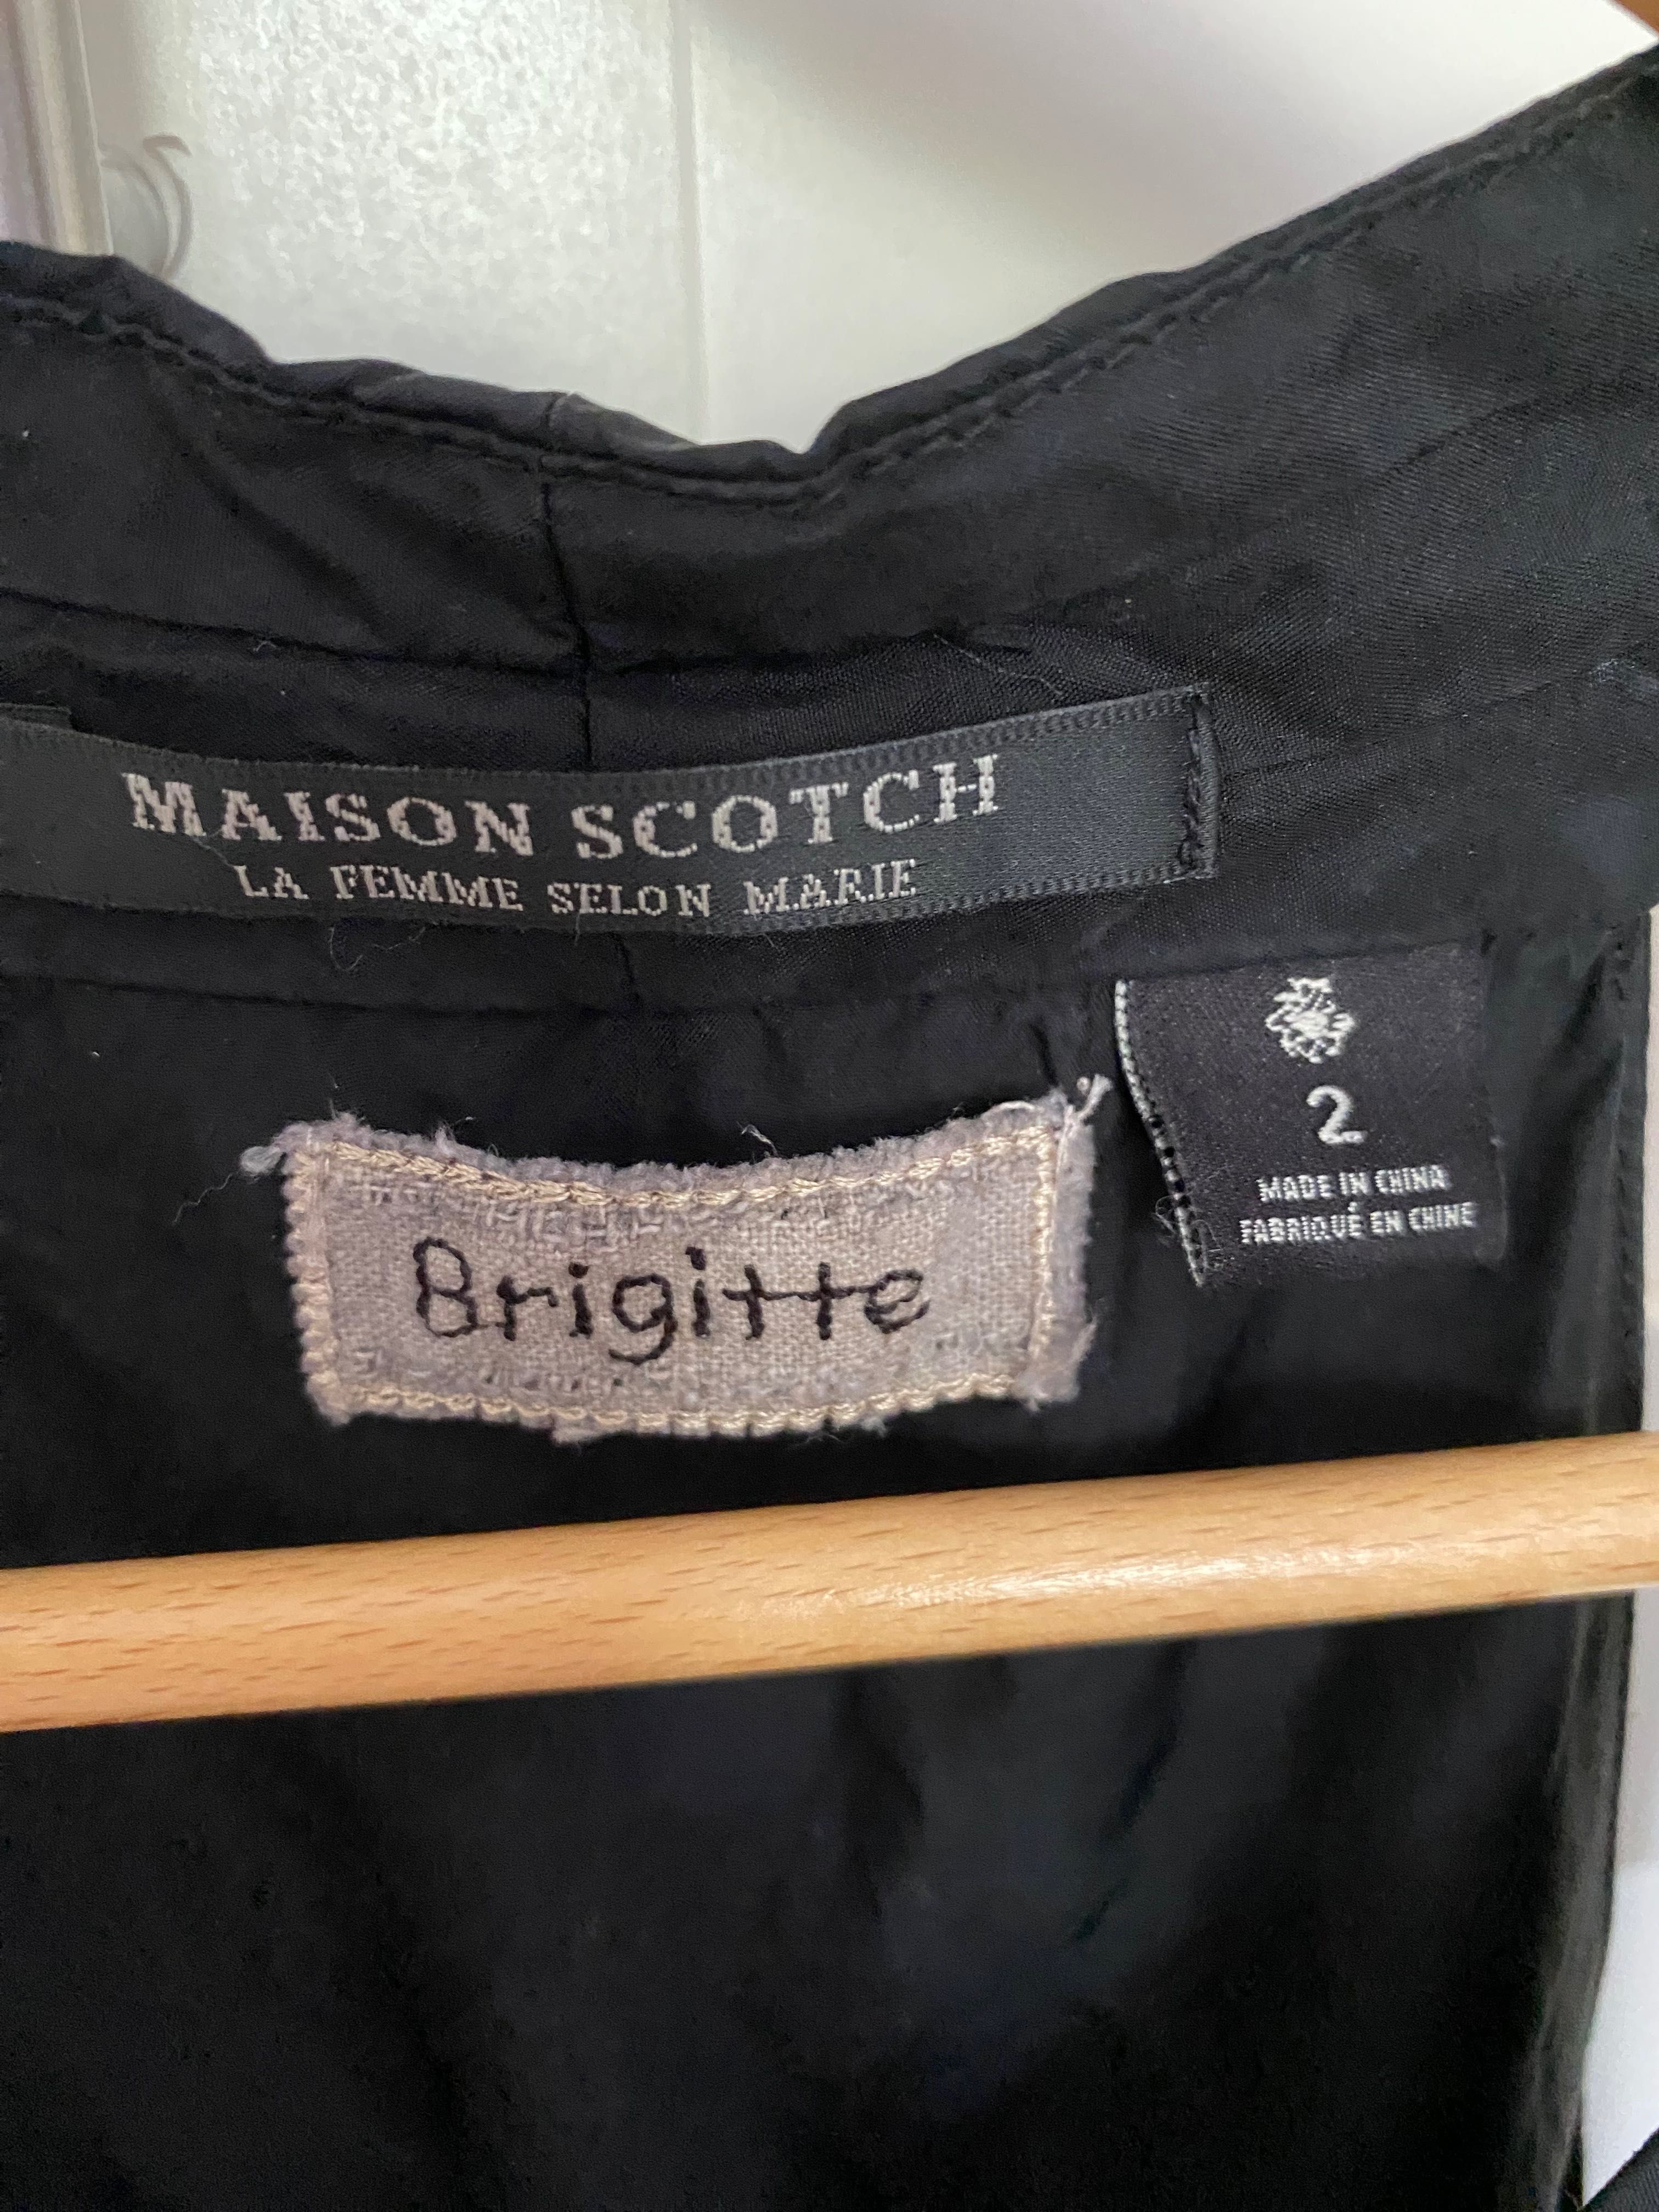 MAISON SCOTCH
LA FEMME SELON MARIE
2
MADE IN CHINA
FABRIQUÉ EN CHINE
Brigitte